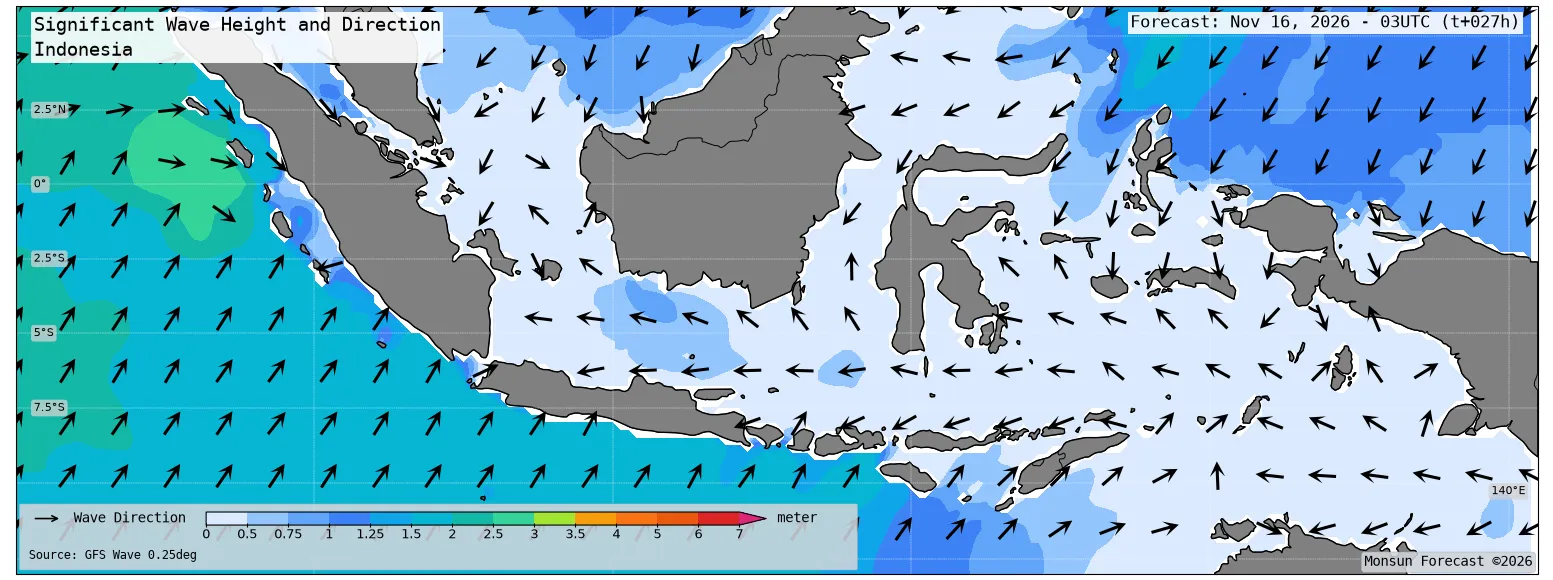 Significant Wave Height and Direction
Indonesia
Forecast: Nov 16, 2026 - 03UTC (t+027h)
2.5°N
0°
2.5°S
5°S
7.5°S
140°E
Wave Direction
0 0.5 0.75 1 1.25 1.5 2 2.5 3 3.5 4 5 6 7
meter
Source: GFS Wave 0.25deg
Monsun Forecast ©2026